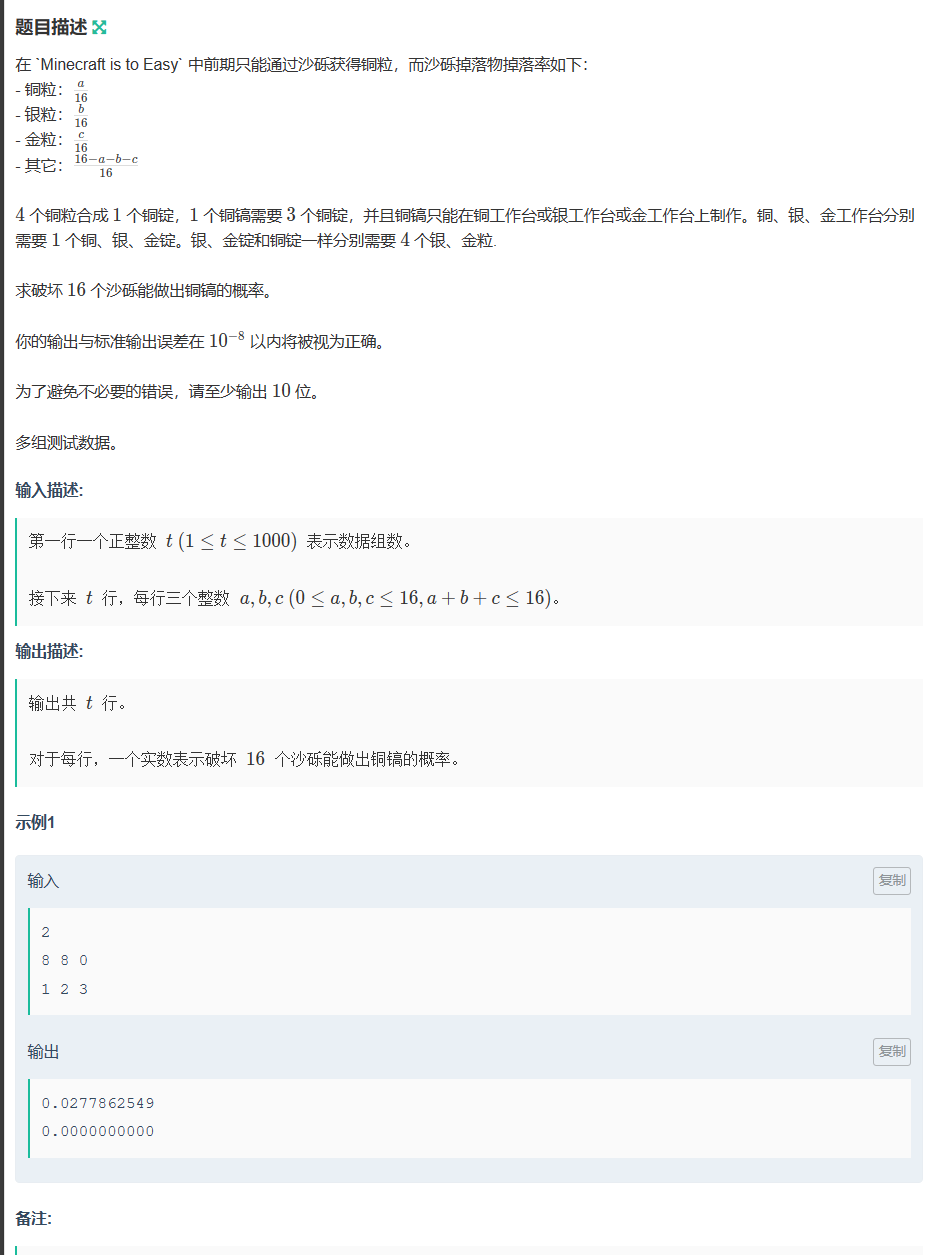 题目描述
在 `Minecraft is to Easy` 中前期只能通过沙砾获得铜粒，而沙砾掉落物掉落率如下：
- 铜粒： a/16
- 银粒： b/16
- 金粒： c/16
- 其它： 16−a−b−c/16
4 个铜粒合成 1 个铜锭，1 个铜镐需要 3 个铜锭，并且铜镐只能在铜工作台或银工作台或金工作台上制作。铜、银、金工作台分别
需要 1 个铜、银、金锭。银、金锭和铜锭一样分别需要 4 个银、金粒.
求破坏 16 个沙砾能做出铜镐的概率。
你的输出与标准输出误差在 10⁻⁸ 以内将被视为正确。
为了避免不必要的错误，请至少输出 10 位。
多组测试数据。
输入描述:
第一行一个正整数 t (1 ≤ t ≤ 1000) 表示数据组数。
接下来 t 行，每行三个整数 a, b, c (0 ≤ a, b, c ≤ 16, a + b + c ≤ 16)。
输出描述:
输出共 t 行。
对于每行，一个实数表示破坏 16 个沙砾能做出铜镐的概率。
示例1
输入
复制
2
8 8 0
1 2 3
输出
复制
0.0277862549
0.0000000000
备注: